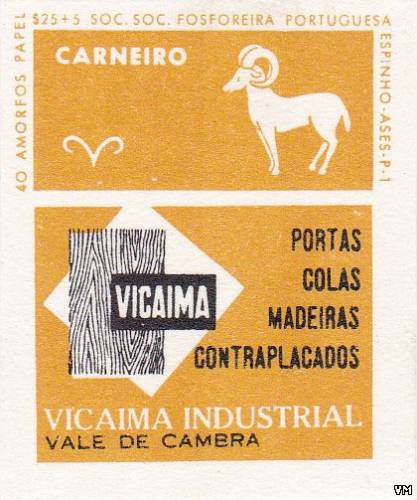 $25+5 SOC. SOC. FOSFOREIRA PORTUGUESA
40 AMORFOS PAPEL
ESPINHO-ASES-P-1
CARNEIRO
VICAIMA
PORTAS
COLAS
MADEIRAS
CONTRAPLACADOS
VICAIMA INDUSTRIAL
VALE DE CAMBRA
VM